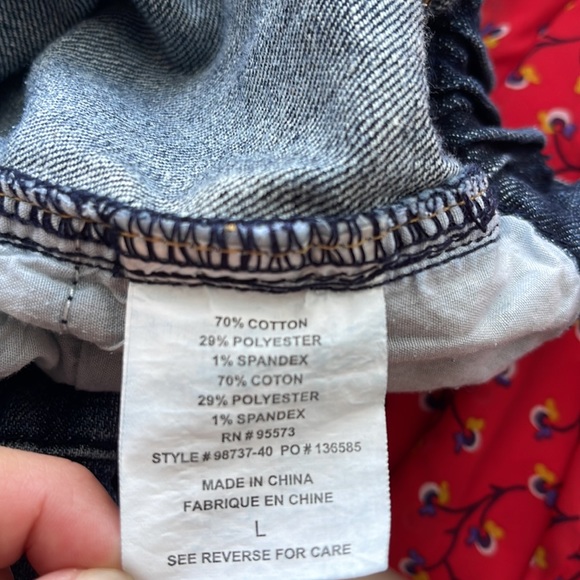 70% COTTON
29% POLYESTER
1% SPANDEX
70% COTON
29% POLYESTER
1% SPANDEX
RN # 95573
STYLE # 98737-40 PO # 136585
MADE IN CHINA
FABRIQUE EN CHINE
L
SEE REVERSE FOR CARE